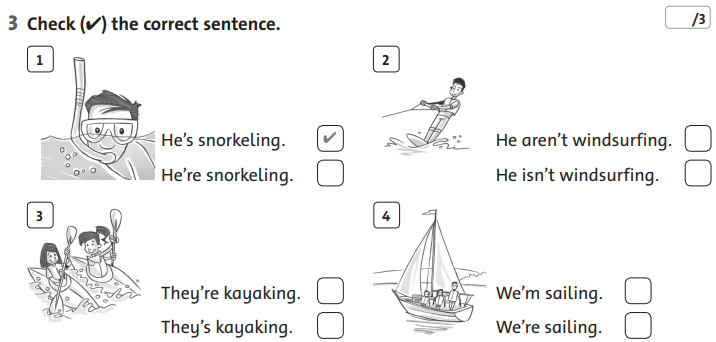 3 Check (✔) the correct sentence.
/3
1
He's snorkeling. ✔
He're snorkeling.
2
He aren't windsurfing.
He isn't windsurfing.
3
They're kayaking.
They's kayaking.
4
We'm sailing.
We're sailing.